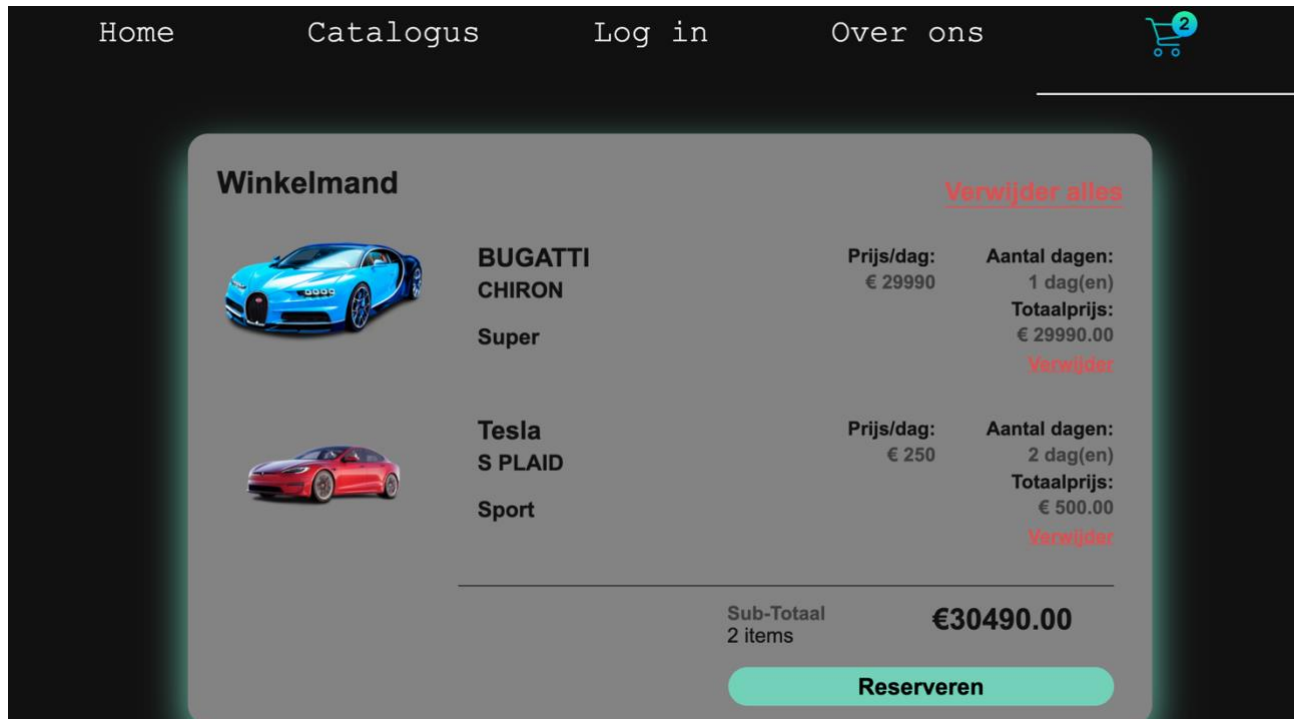 Home Catalogus Log in Over ons 2
Winkelmand
Verwijder alles
BUGATTI
CHIRON
Super
Prijs/dag:
€ 29990
Aantal dagen:
1 dag(en)
Totaalprijs:
€ 29990.00
Verwijder
Tesla
S PLAID
Sport
Prijs/dag:
€ 250
Aantal dagen:
2 dag(en)
Totaalprijs:
€ 500.00
Verwijder
Sub-Totaal
2 items
€30490.00
Reserveren